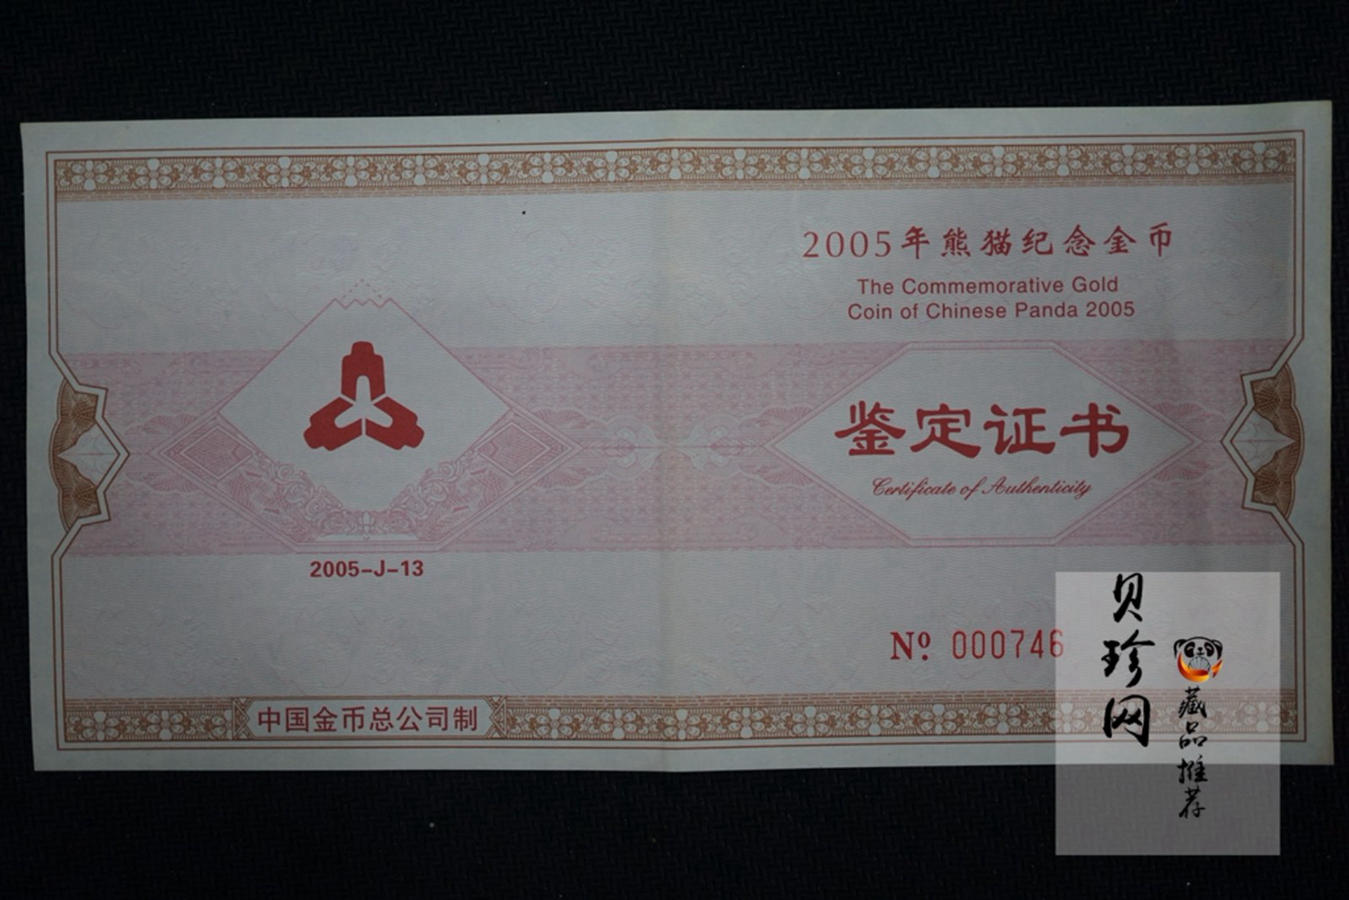 2005年熊猫纪念金币
The Commemorative Gold
Coin of Chinese Panda 2005
鉴定证书
Certificate of Authenticity
2005-J-13
Nº 000746
中国金币总公司制
贝珍网
藏品推荐